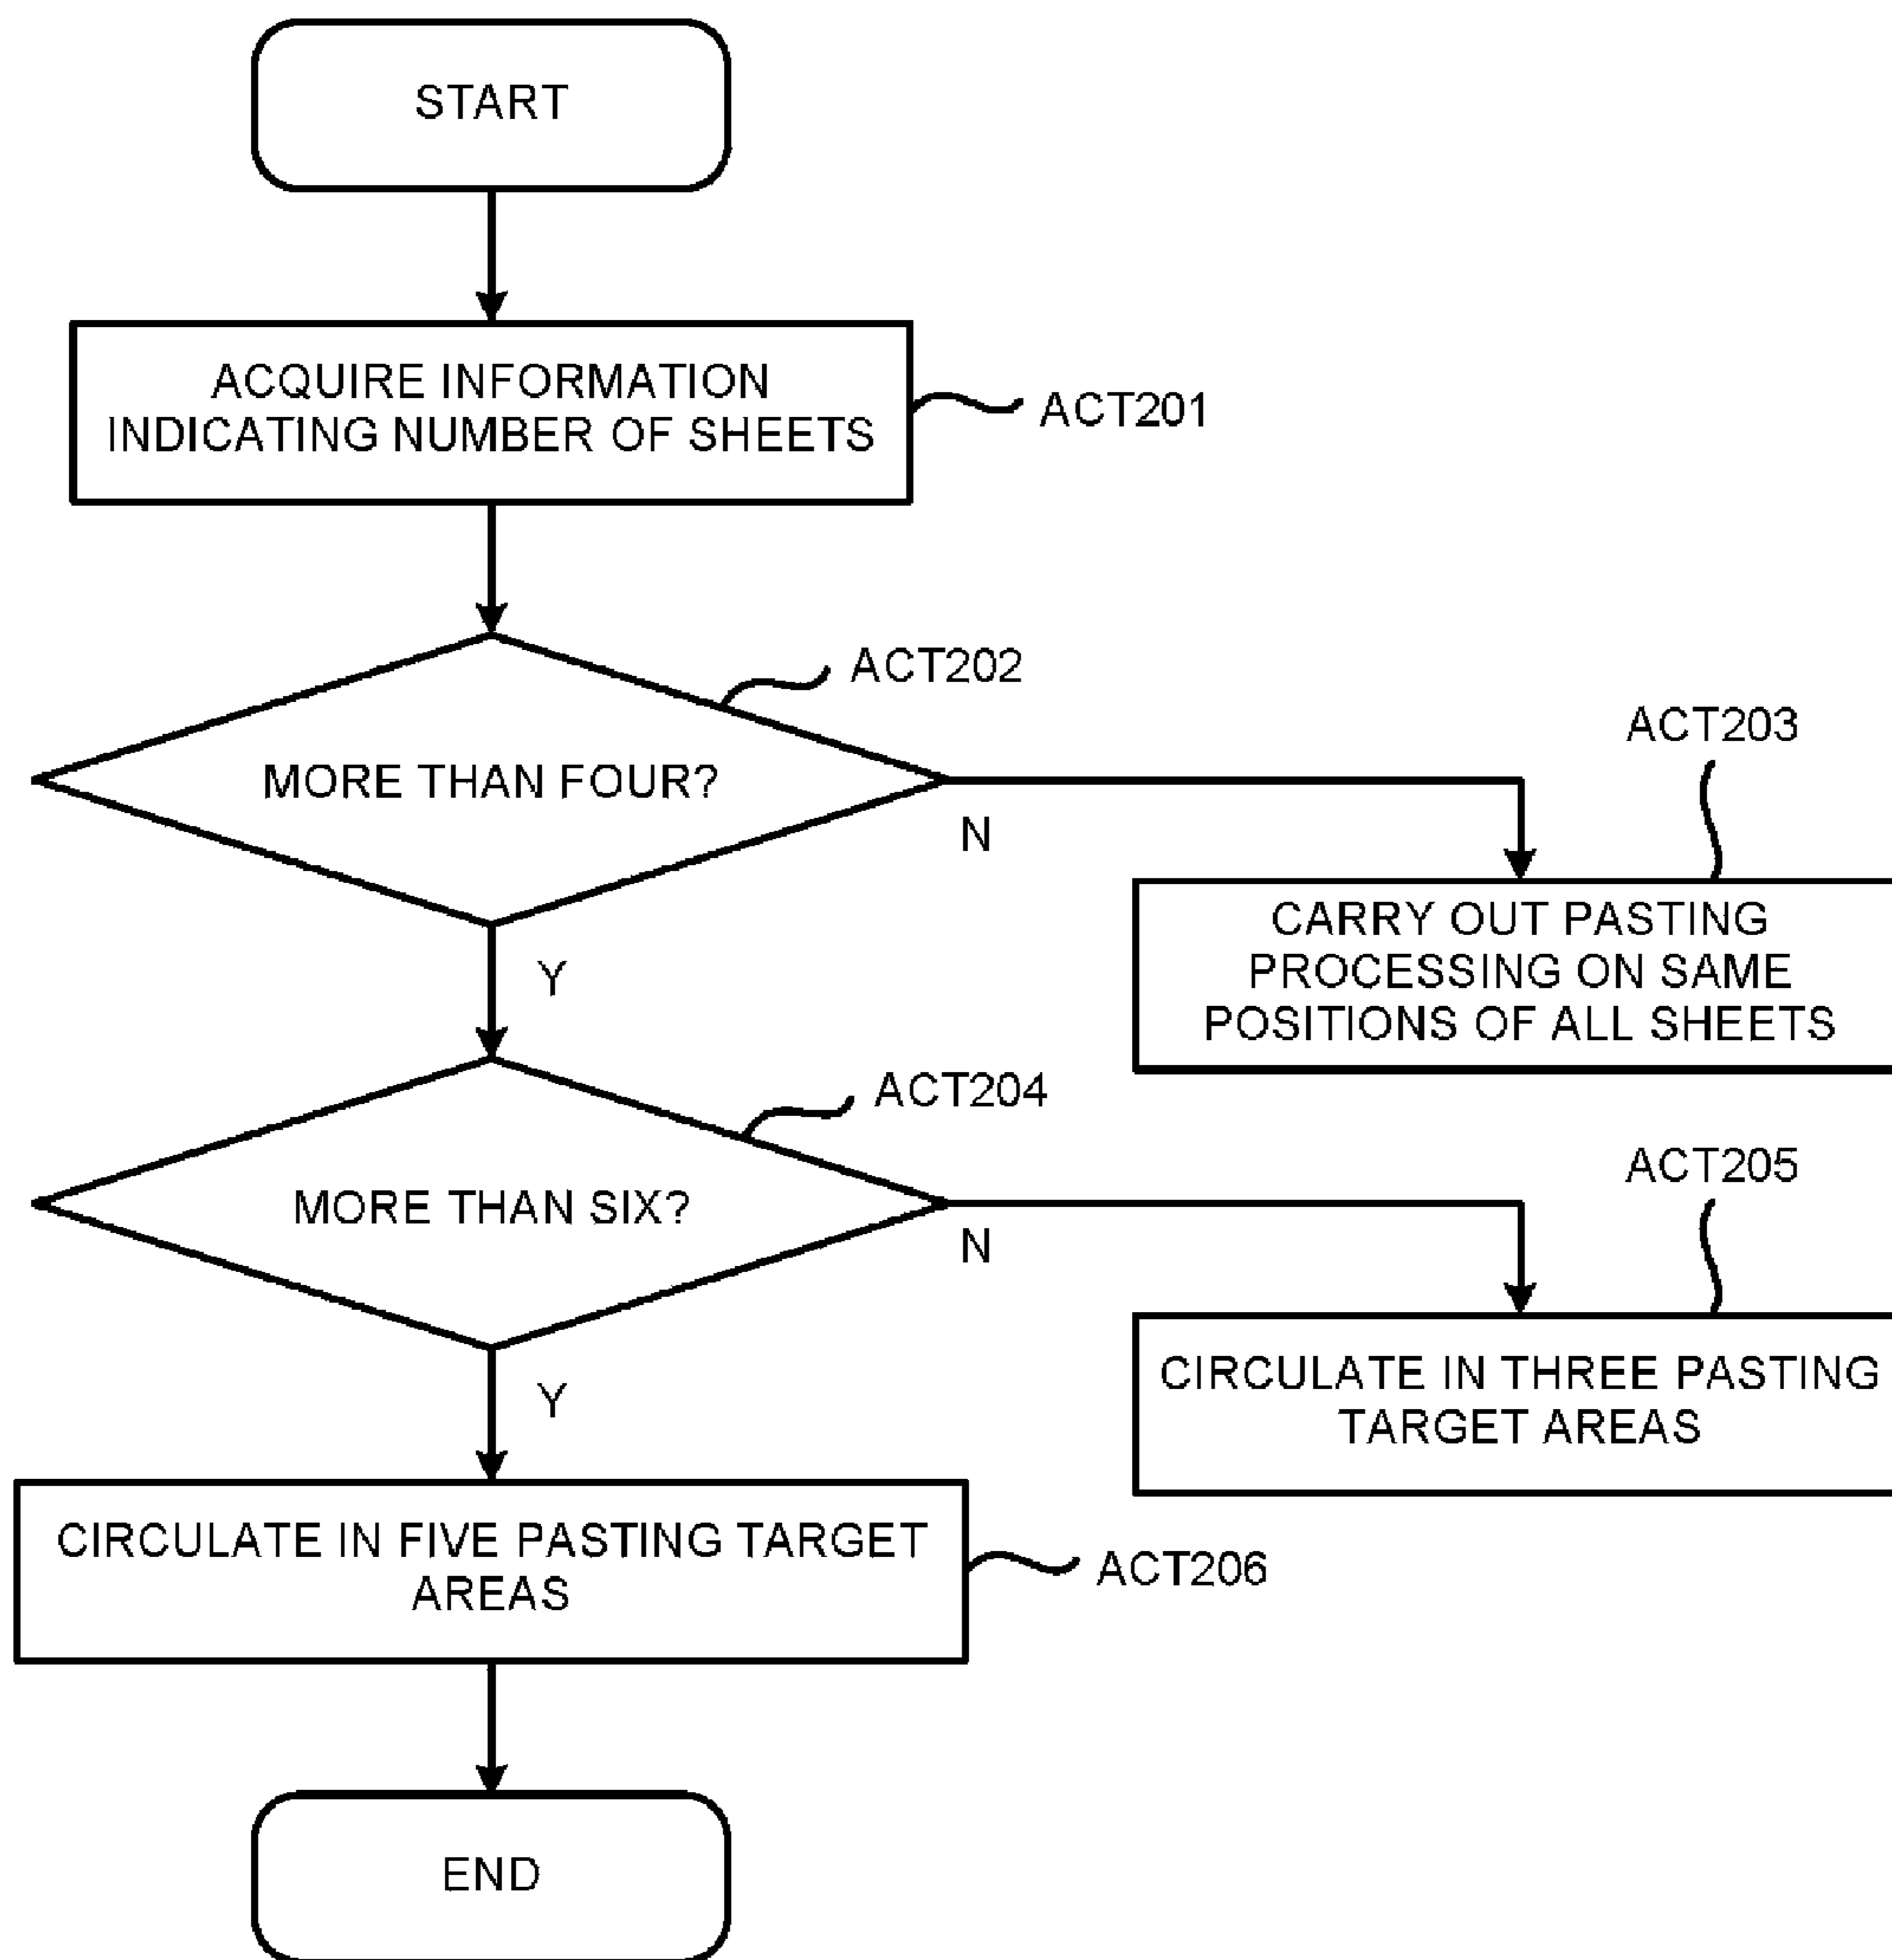 START
ACQUIRE INFORMATION
INDICATING NUMBER OF SHEETS
ACT201
ACT202
MORE THAN FOUR?
N
Y
ACT203
CARRY OUT PASTING
PROCESSING ON SAME
POSITIONS OF ALL SHEETS
ACT204
MORE THAN SIX?
N
Y
ACT205
CIRCULATE IN THREE PASTING
TARGET AREAS
CIRCULATE IN FIVE PASTING TARGET
AREAS
ACT206
END